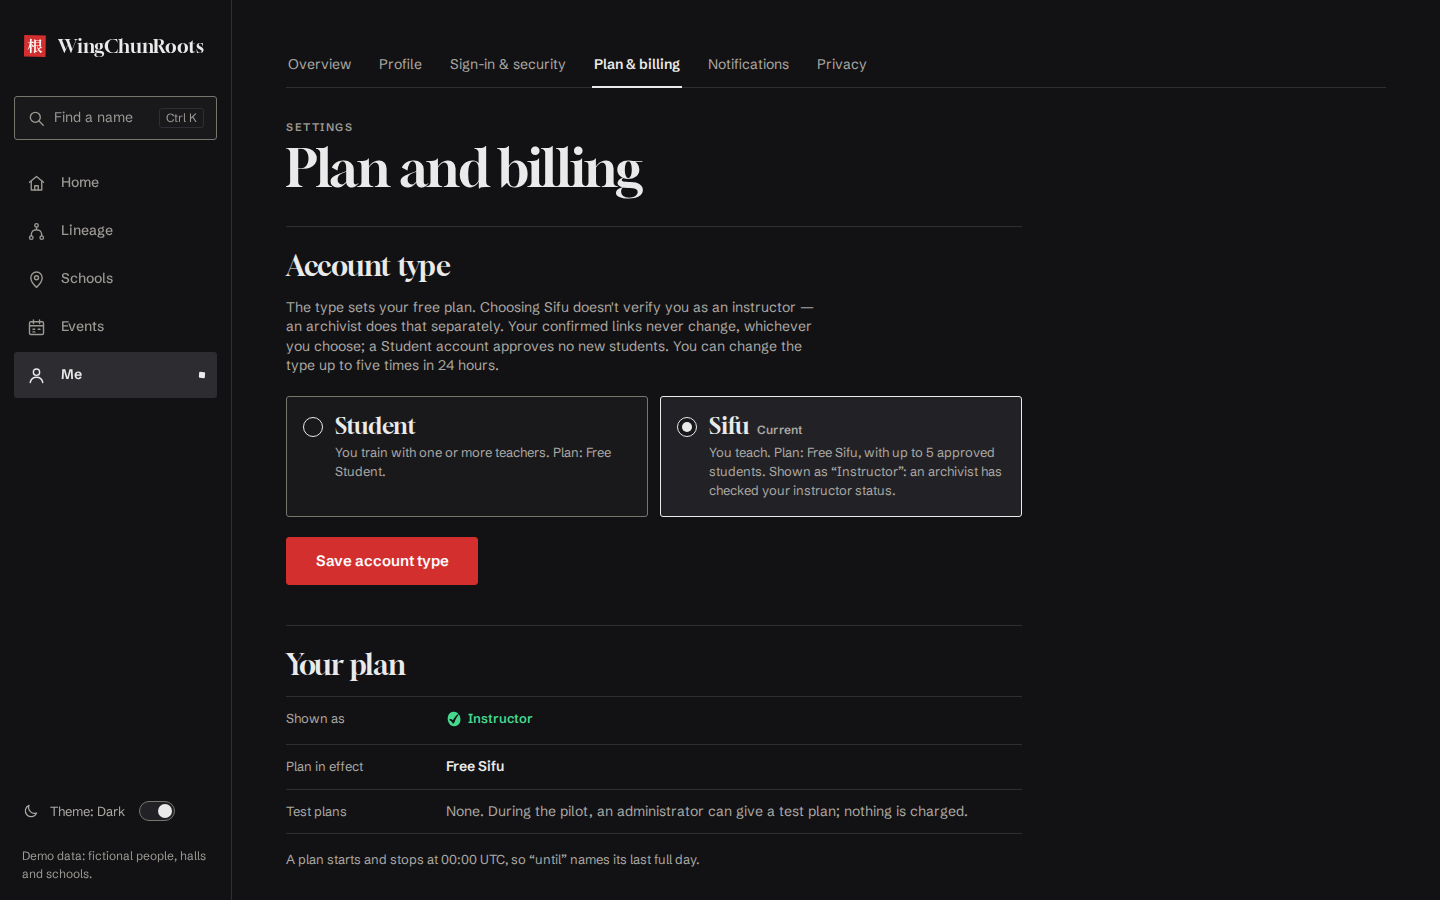 根 WingChunRoots
Find a name Ctrl K
Home
Lineage
Schools
Events
Me
Theme: Dark
Demo data: fictional people, halls
and schools.
Overview Profile Sign-in & security Plan & billing Notifications Privacy
SETTINGS
Plan and billing
Account type
The type sets your free plan. Choosing Sifu doesn't verify you as an instructor —
an archivist does that separately. Your confirmed links never change, whichever
you choose; a Student account approves no new students. You can change the
type up to five times in 24 hours.
Student
You train with one or more teachers. Plan: Free
Student.
Sifu Current
You teach. Plan: Free Sifu, with up to 5 approved
students. Shown as “Instructor”: an archivist has
checked your instructor status.
Save account type
Your plan
Shown as Instructor
Plan in effect Free Sifu
Test plans None. During the pilot, an administrator can give a test plan; nothing is charged.
A plan starts and stops at 00:00 UTC, so “until” names its last full day.